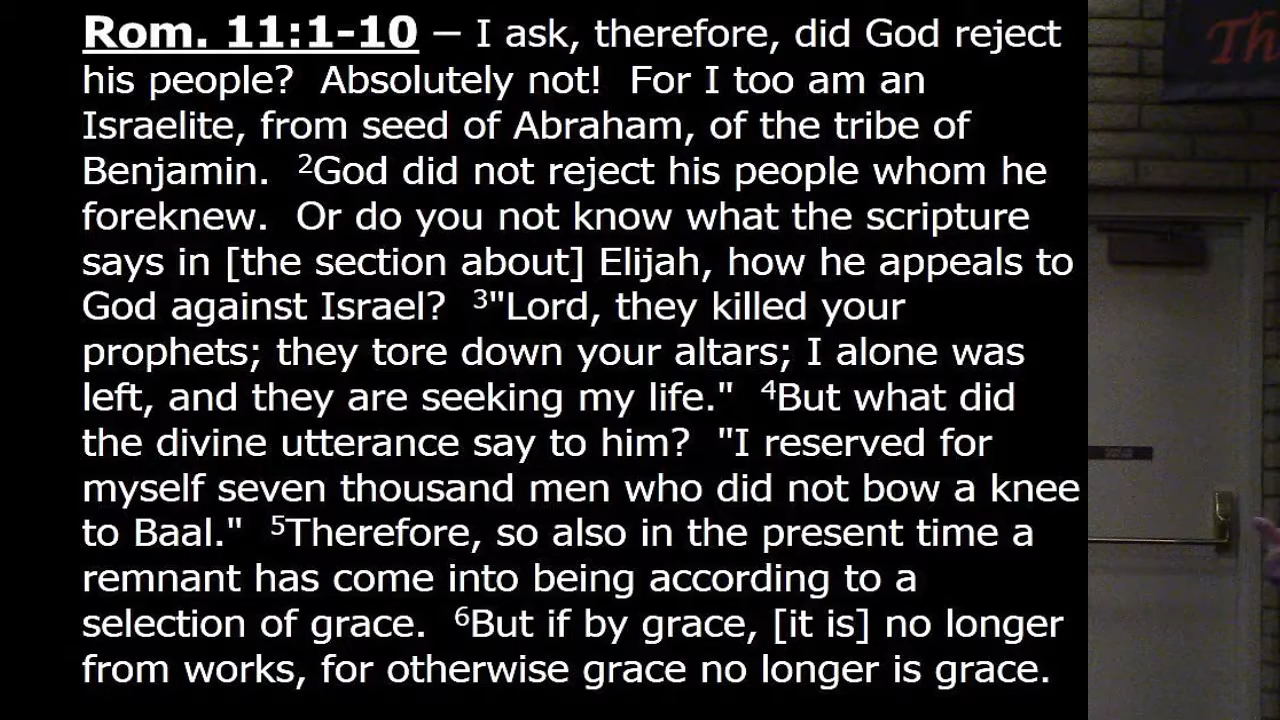 Rom. 11:1-10 – I ask, therefore, did God reject
his people?  Absolutely not!  For I too am an
Israelite, from seed of Abraham, of the tribe of
Benjamin.  ²God did not reject his people whom he
foreknew.  Or do you not know what the scripture
says in [the section about] Elijah, how he appeals to
God against Israel?  ³"Lord, they killed your
prophets; they tore down your altars; I alone was
left, and they are seeking my life."  ⁴But what did
the divine utterance say to him?  "I reserved for
myself seven thousand men who did not bow a knee
to Baal."  ⁵Therefore, so also in the present time a
remnant has come into being according to a
selection of grace.  ⁶But if by grace, [it is] no longer
from works, for otherwise grace no longer is grace.
Th